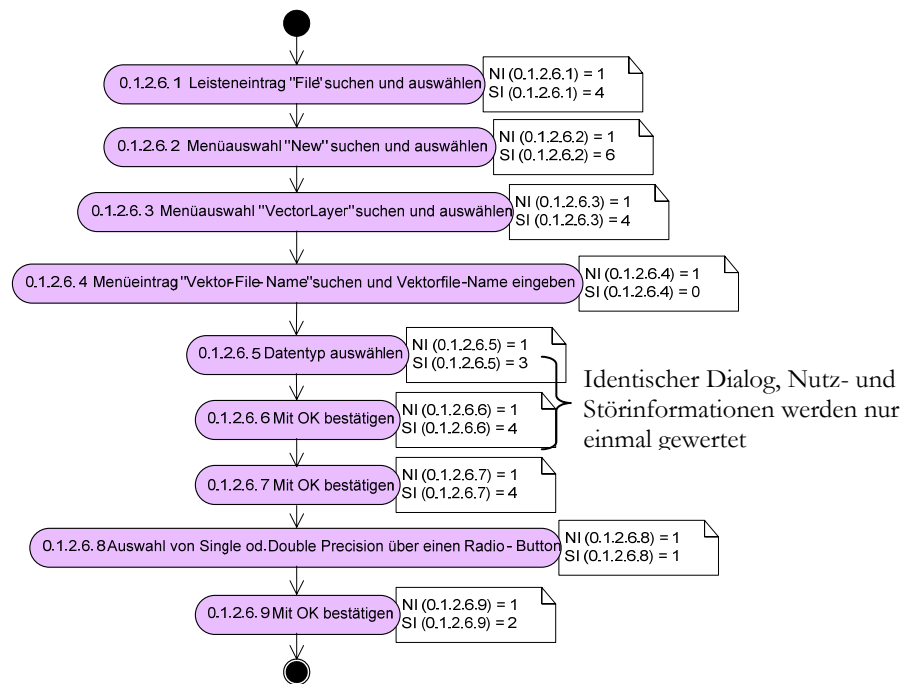 0.1.2.6.1 Leisteneintrag "File" suchen und auswählen
NI (0.1.2.6.1) = 1
SI (0.1.2.6.1) = 4
0.1.2.6.2 Menüauswahl "New" suchen und auswählen
NI (0.1.2.6.2) = 1
SI (0.1.2.6.2) = 6
0.1.2.6.3 Menüauswahl "VectorLayer" suchen und auswählen
NI (0.1.2.6.3) = 1
SI (0.1.2.6.3) = 4
0.1.2.6.4 Menüeintrag "Vektor-File-Name" suchen und Vektorfile-Name eingeben
NI (0.1.2.6.4) = 1
SI (0.1.2.6.4) = 0
0.1.2.6.5 Datentyp auswählen
NI (0.1.2.6.5) = 1
SI (0.1.2.6.5) = 3
Identischer Dialog, Nutz- und
Störinformationen werden nur
einmal gewertet
0.1.2.6.6 Mit OK bestätigen
NI (0.1.2.6.6) = 1
SI (0.1.2.6.6) = 4
0.1.2.6.7 Mit OK bestätigen
NI (0.1.2.6.7) = 1
SI (0.1.2.6.7) = 4
0.1.2.6.8 Auswahl von Single od. Double Precision über einen Radio-Button
NI (0.1.2.6.8) = 1
SI (0.1.2.6.8) = 1
0.1.2.6.9 Mit OK bestätigen
NI (0.1.2.6.9) = 1
SI (0.1.2.6.9) = 2